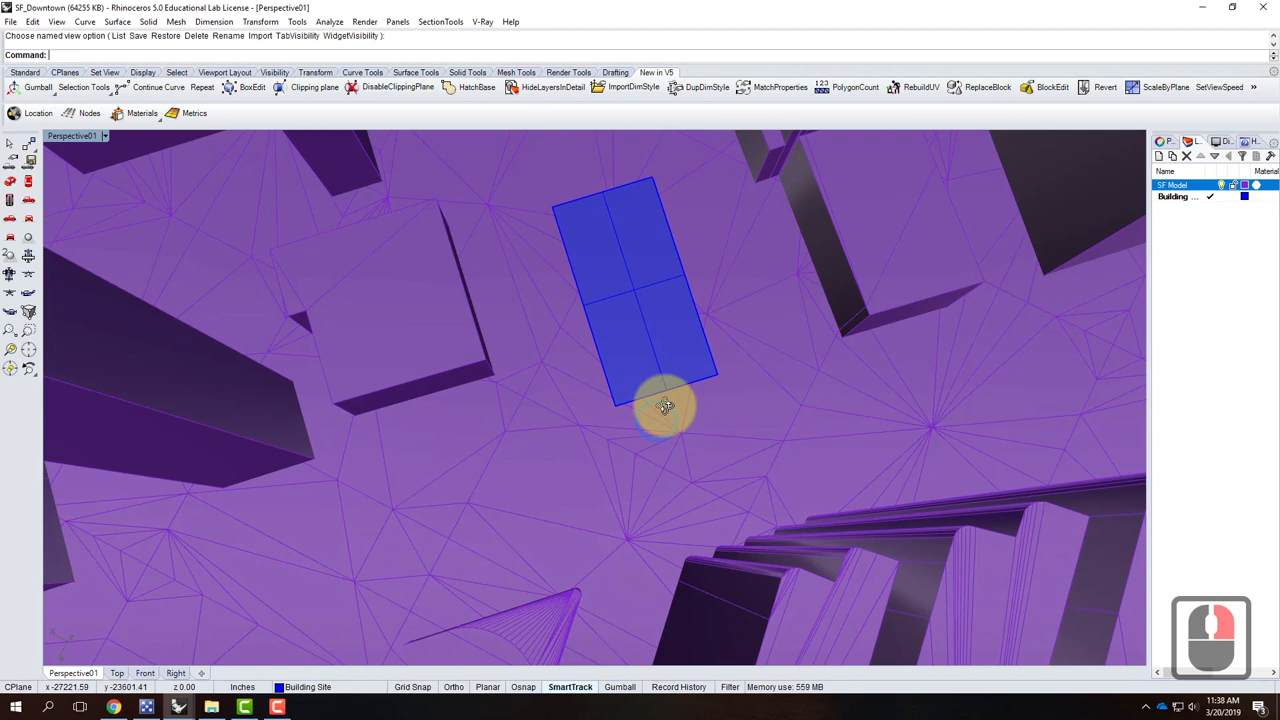 SF_Downtown (64255 KB) - Rhinoceros 5.0 Educational Lab License - [Perspective01]
File Edit View Curve Surface Solid Mesh Dimension Transform Tools Analyze Render Panels SectionTools V-Ray Help
Choose named view option ( List Save Restore Delete Rename Import TabVisibility WidgetVisibility ):
Command:
Standard CPlanes Set View Display Select Viewport Layout Visibility Transform Curve Tools Surface Tools Solid Tools Mesh Tools Render Tools Drafting New in V5
Gumball Selection Tools Continue Curve Repeat BoxEdit Clipping plane DisableClippingPlane HatchBase HideLayersInDetail ImportDimStyle DupDimStyle MatchProperties 123 PolygonCount RebuildUV ReplaceBlock BlockEdit Revert ScaleByPlane SetViewSpeed »
Location Nodes Materials Metrics
Perspective01
P... L... Di... H...
Name Material
SF Model
Building ...
Perspective01 Top Front Right
CPlane x -27221.59 y -23601.41 z 0.00 Inches Building Site Grid Snap Ortho Planar Osnap SmartTrack Gumball Record History Filter Memory use: 559 MB
11:38 AM
3/20/2019